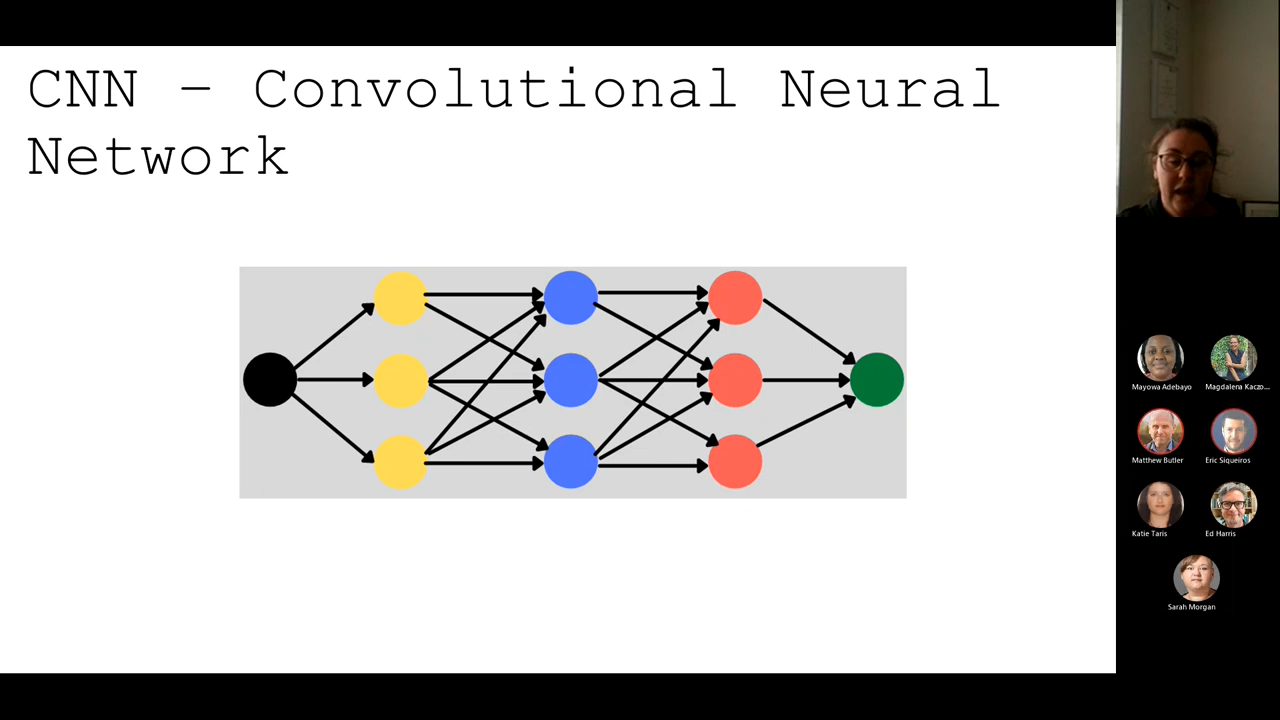 CNN – Convolutional Neural
Network
Mayowa Adebayo
Magdalena Kaczo...
Matthew Butler
Eric Siqueiros
Katie Taris
Ed Harris
Sarah Morgan